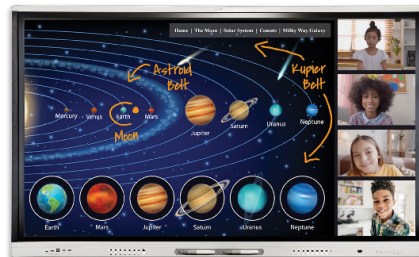 Home | The Moon | Solar System | Comets | Milky Way Galaxy
Astroid
Belt
Kupier
Belt
Mercury
Venus
Earth
Mars
Jupiter
Saturn
Uranus
Neptune
Moon
Earth
Mars
Jupiter
Saturn
Uranus
Neptune